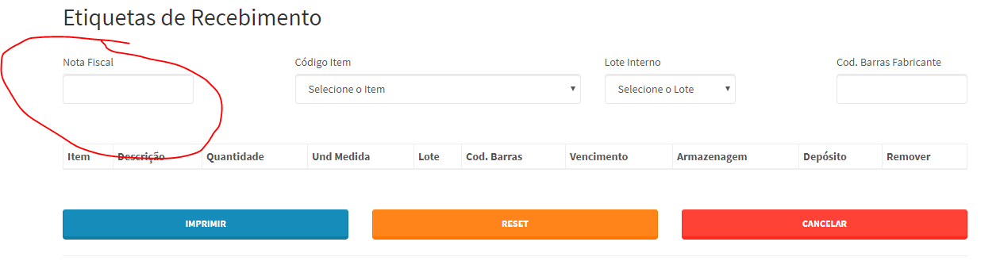 Etiquetas de Recebimento
Nota Fiscal Código Item Lote Interno Cod. Barras Fabricante
Selecione o Item Selecione o Lote
Item Descrição Quantidade Und Medida Lote Cod. Barras Vencimento Armazenagem Depósito Remover
IMPRIMIR RESET CANCELAR